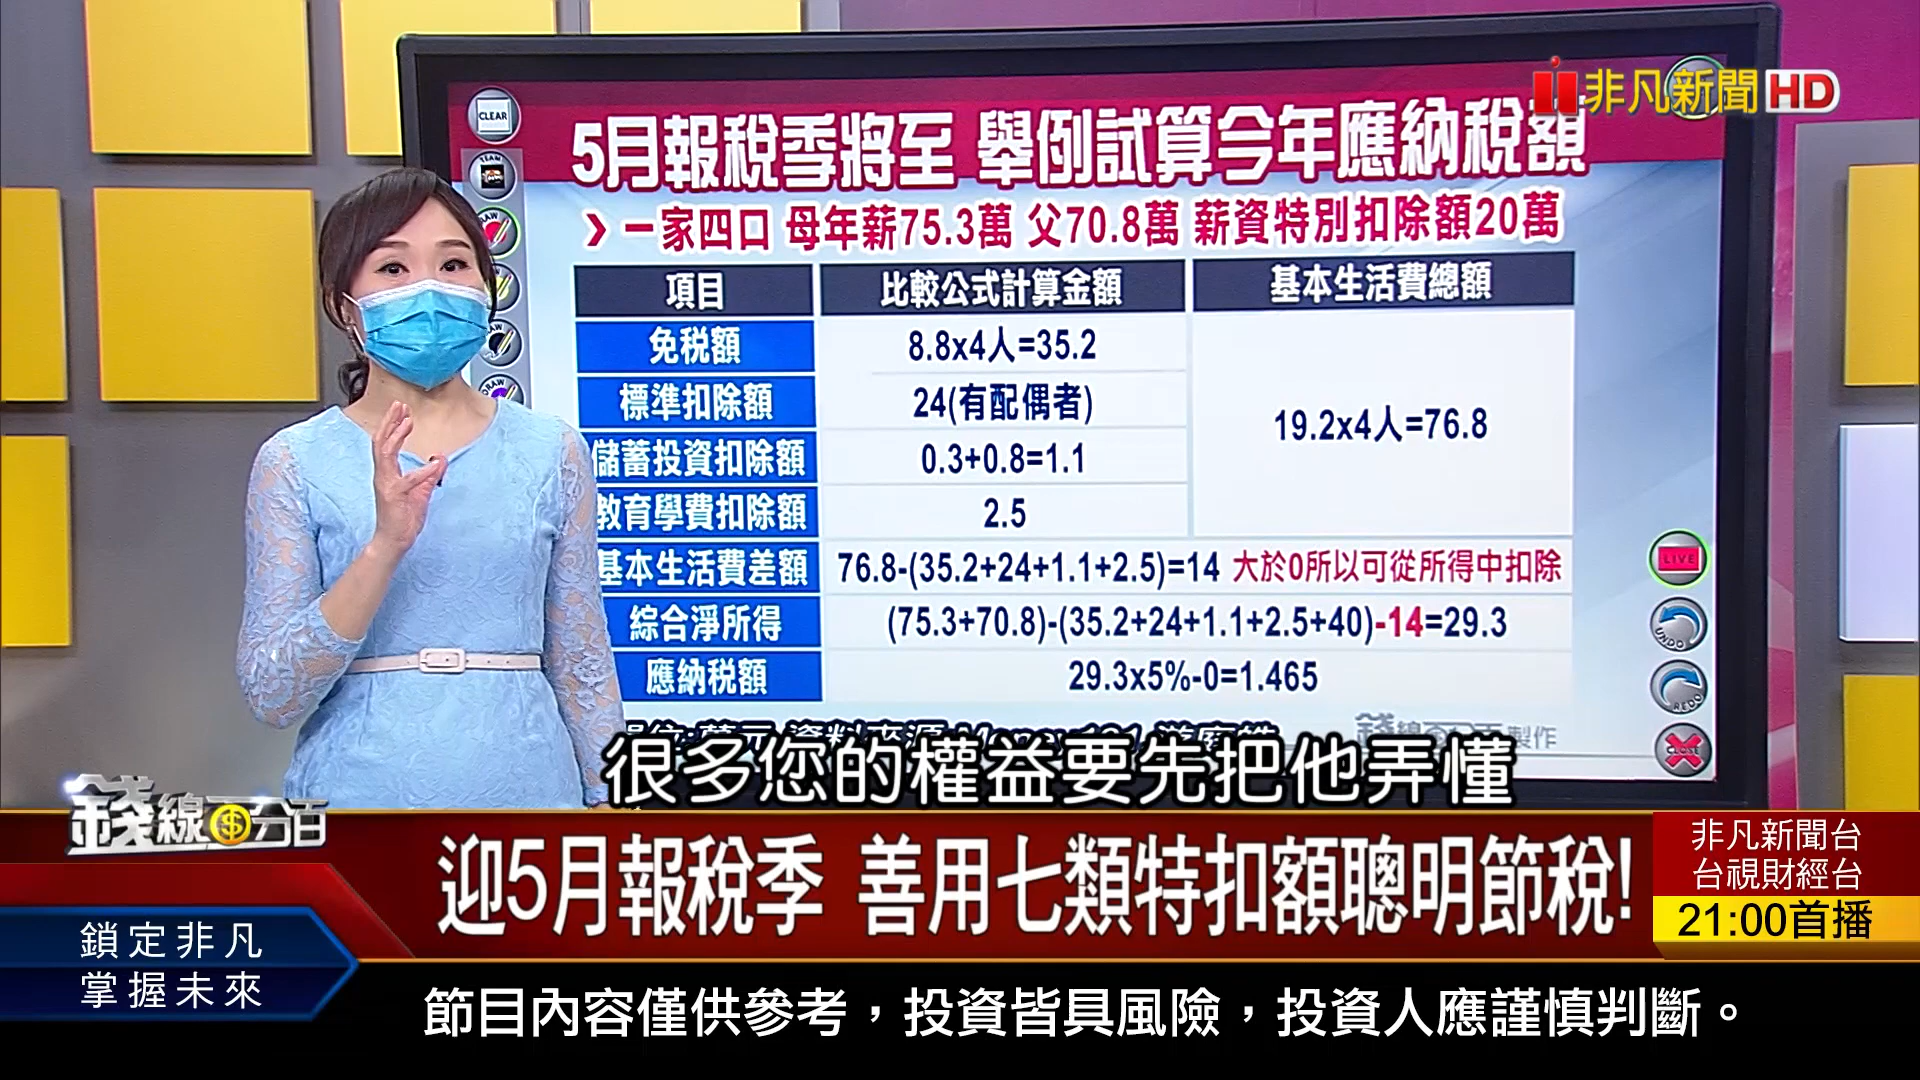 非凡新聞HD
CLEAR
TEAM
5月報稅季將至 舉例試算今年應納稅額
一家四口 母年薪75.3萬 父70.8萬 薪資特別扣除額20萬
項目 比較公式計算金額 基本生活費總額
免稅額 8.8x4人=35.2
標準扣除額 24(有配偶者)
19.2x4人=76.8
儲蓄投資扣除額 0.3+0.8=1.1
教育學費扣除額 2.5
基本生活費差額 76.8-(35.2+24+1.1+2.5)=14 大於0所以可從所得中扣除
綜合淨所得 (75.3+70.8)-(35.2+24+1.1+2.5+40)-14=29.3
應納稅額 29.3x5%-0=1.465
LIVE
UNDO
REDO
CLOSE
製作
很多您的權益要先把他弄懂
錢線百分百
迎5月報稅季 善用七類特扣額聰明節稅!
非凡新聞台
台視財經台
21:00首播
鎖定非凡
掌握未來
節目內容僅供參考，投資皆具風險，投資人應謹慎判斷。